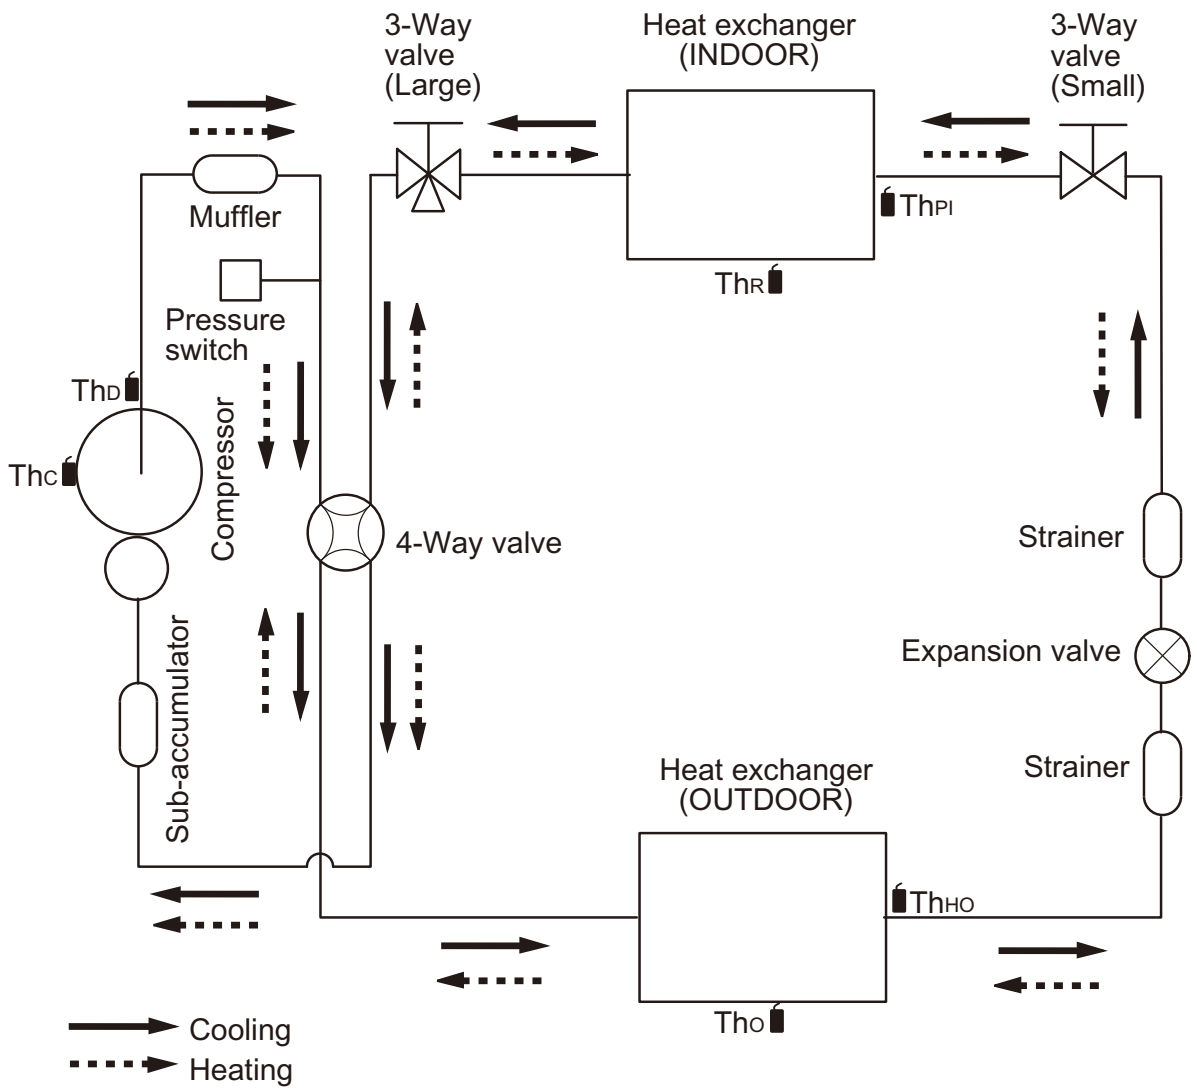 3-Way
valve
(Large)
Heat exchanger
(INDOOR)
3-Way
valve
(Small)
Muffler
ThPI
ThR
Pressure
switch
ThD
ThC
Compressor
4-Way valve
Strainer
Expansion valve
Sub-accumulator
Strainer
Heat exchanger
(OUTDOOR)
ThHO
ThO
Cooling
Heating